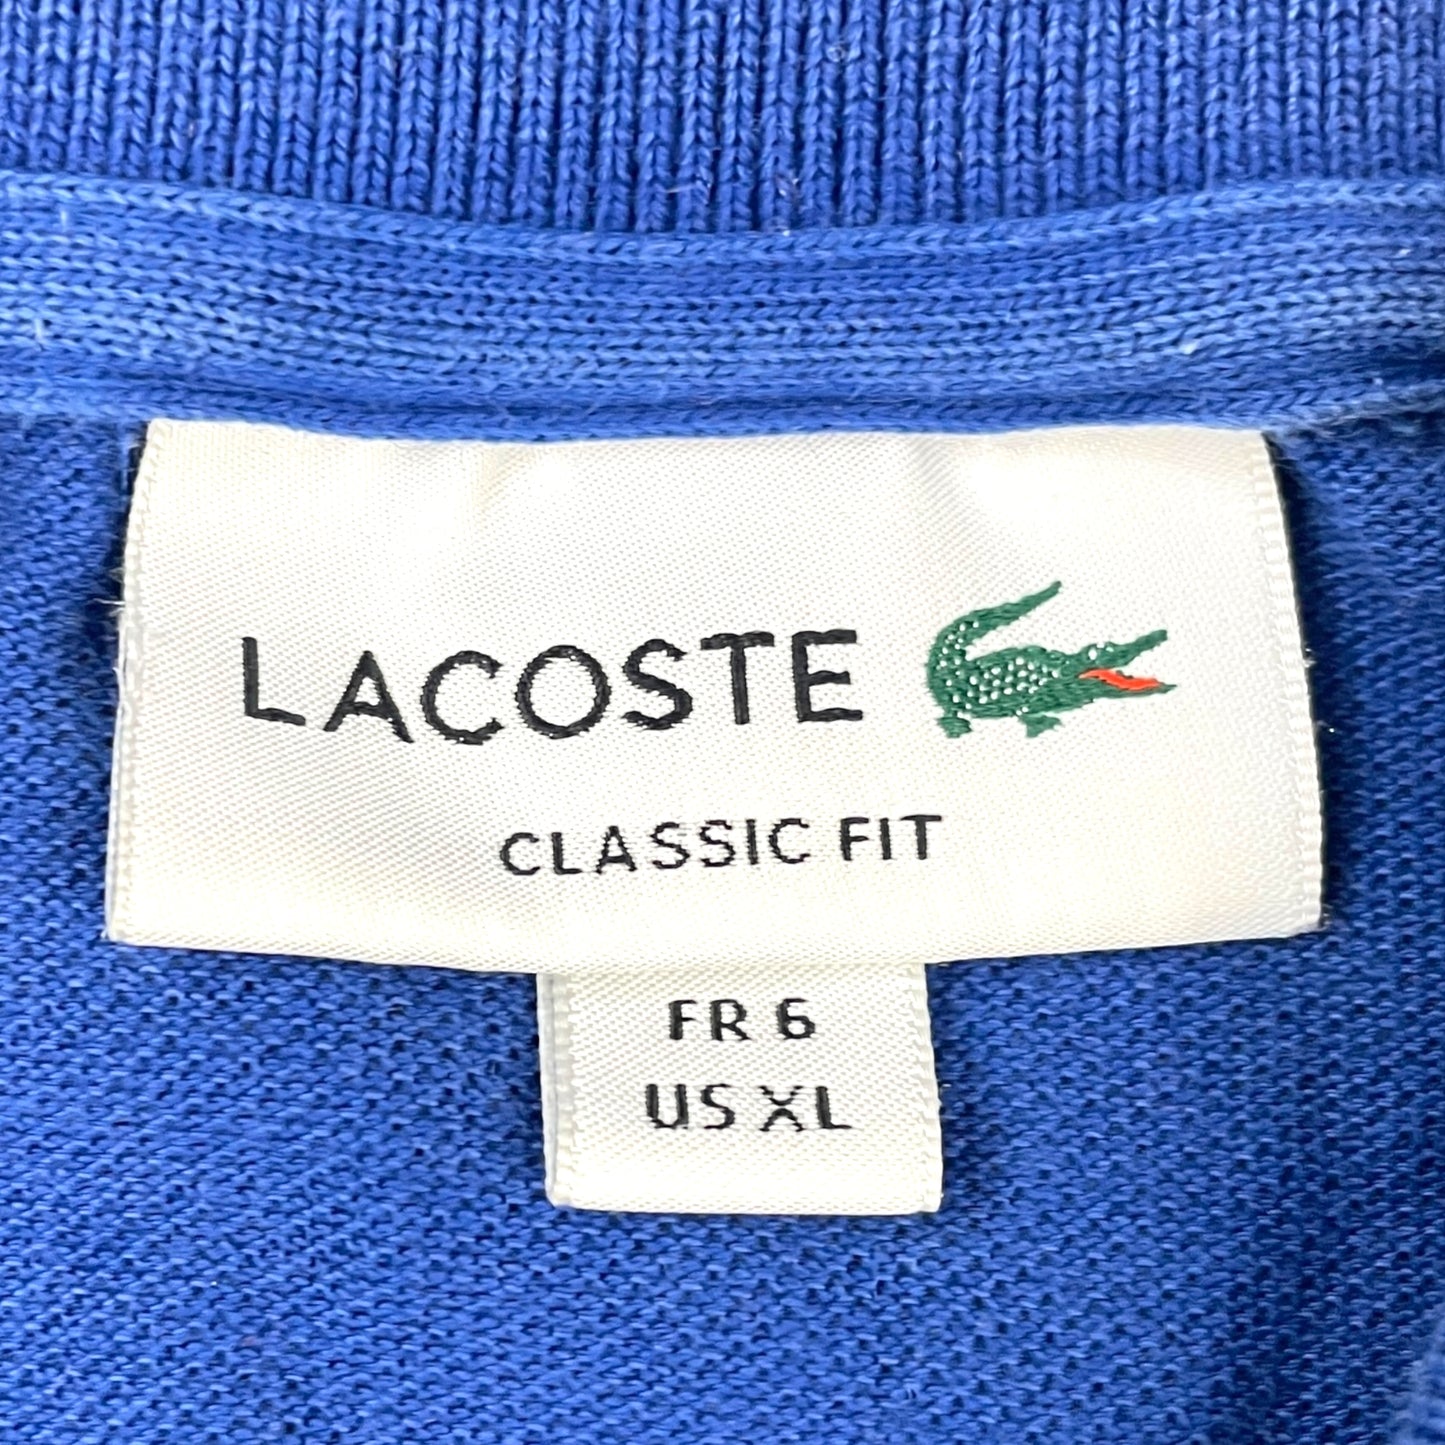 LACOSTE
CLASSIC FIT
FR 6
US XL